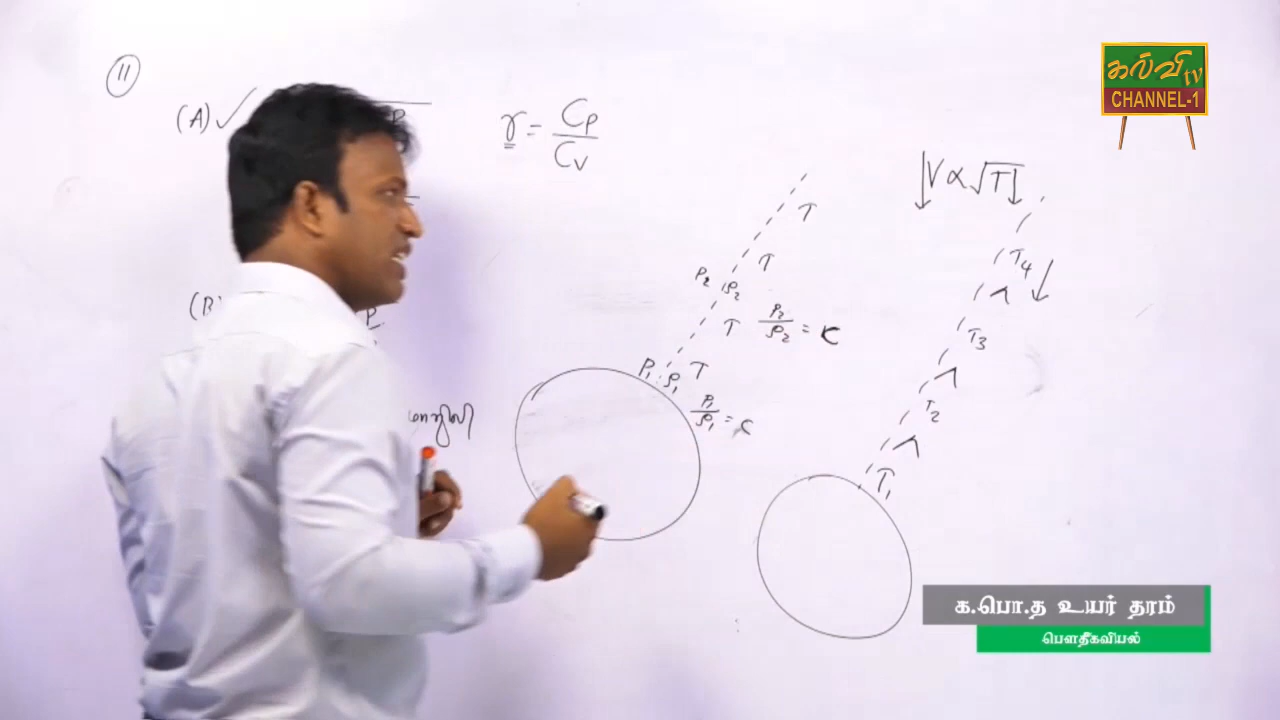 11
(A) ✓
γ = Cp / Cv
V ∝ √T
(B)
P
மாறிலி
T
T
P₂ ρ₂
T
P₂ / ρ₂ = c
P₁ ρ₁ T
P₁ / ρ₁ = c
T₄
T₃
T₂
T₁
கல்வி tv
CHANNEL-1
க.பொ.த உயர் தரம்
பௌதீகவியல்